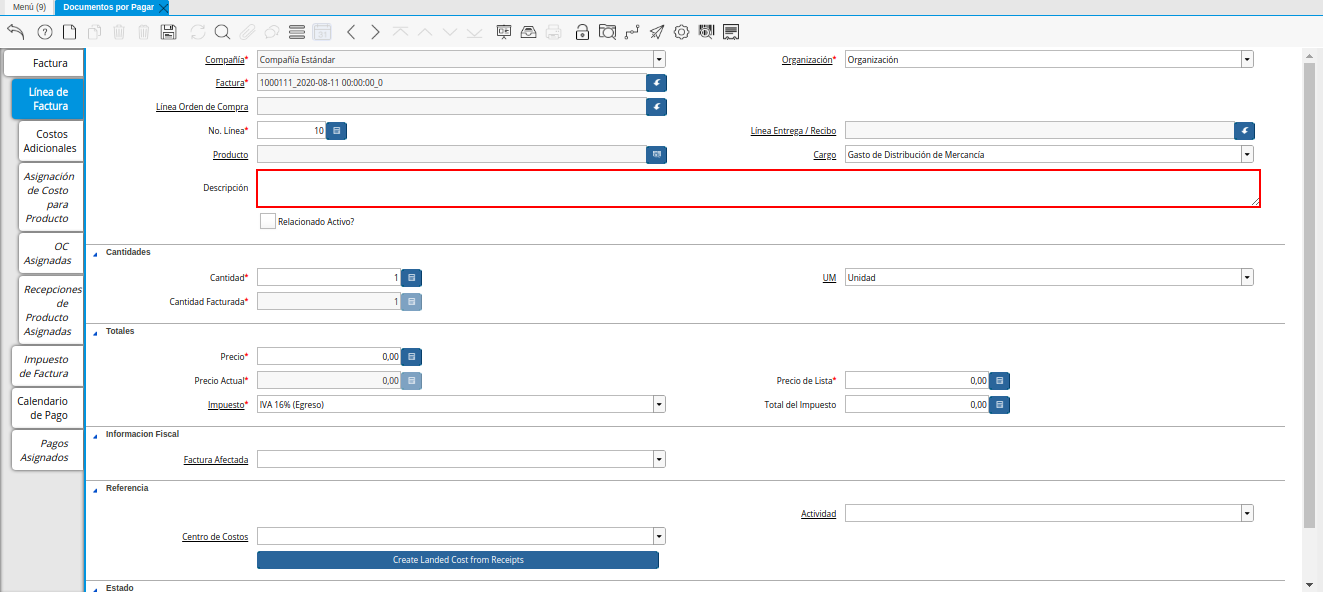 Menú (9)
Documentos por Pagar
Factura
Línea de
Factura
Costos
Adicionales
Asignación
de Costo
para
Producto
OC
Asignadas
Recepciones
de
Producto
Asignadas
Impuesto
de Factura
Calendario
de Pago
Pagos
Asignados
Compañía* Compañía Estándar
Organización* Organización
Factura* 1000111_2020-08-11 00:00:00_0
Línea Orden de Compra
No. Línea* 10
Línea Entrega / Recibo
Producto
Cargo Gasto de Distribución de Mercancía
Descripción
Relacionado Activo?
Cantidades
Cantidad* 1
UM Unidad
Cantidad Facturada* 1
Totales
Precio* 0,00
Precio Actual* 0,00
Precio de Lista* 0,00
Impuesto* IVA 16% (Egreso)
Total del Impuesto 0,00
Informacion Fiscal
Factura Afectada
Referencia
Actividad
Centro de Costos
Create Landed Cost from Receipts
Estado